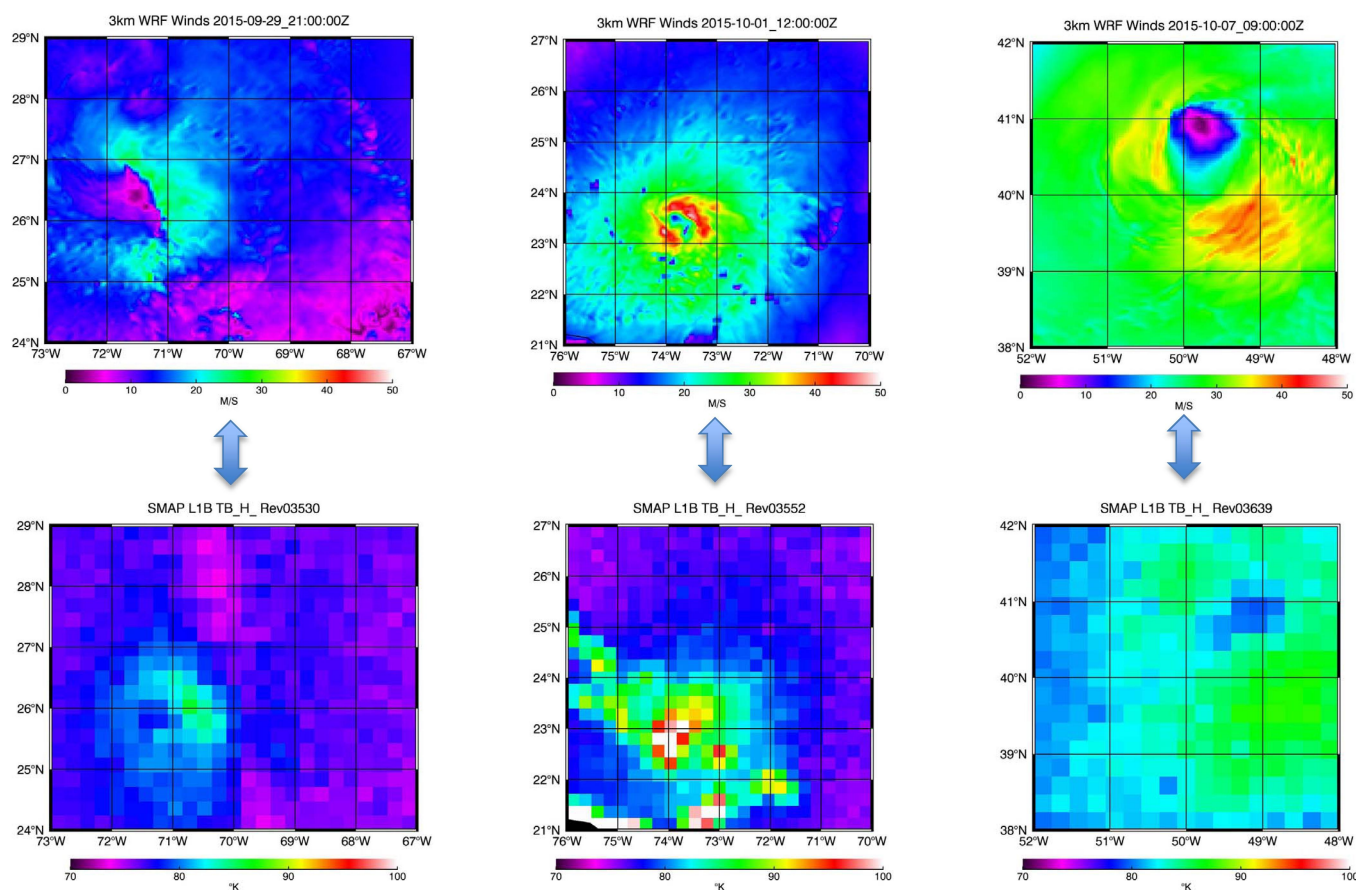 3km WRF Winds 2015-09-29_21:00:00Z
29°N
28°N
27°N
26°N
25°N
24°N
73°W 72°W 71°W 70°W 69°W 68°W 67°W
0 10 20 30 40 50
M/S
3km WRF Winds 2015-10-01_12:00:00Z
27°N
26°N
25°N
24°N
23°N
22°N
21°N
76°W 75°W 74°W 73°W 72°W 71°W 70°W
0 10 20 30 40 50
M/S
3km WRF Winds 2015-10-07_09:00:00Z
42°N
41°N
40°N
39°N
38°N
52°W 51°W 50°W 49°W 48°W
0 10 20 30 40 50
M/S
SMAP L1B TB_H_ Rev03530
29°N
28°N
27°N
26°N
25°N
24°N
73°W 72°W 71°W 70°W 69°W 68°W 67°W
70 80 90 100
°K
SMAP L1B TB_H_ Rev03552
27°N
26°N
25°N
24°N
23°N
22°N
21°N
76°W 75°W 74°W 73°W 72°W 71°W 70°W
70 80 90 100
°K
SMAP L1B TB_H_ Rev03639
42°N
41°N
40°N
39°N
38°N
52°W 51°W 50°W 49°W 48°W
70 80 90 100
°K